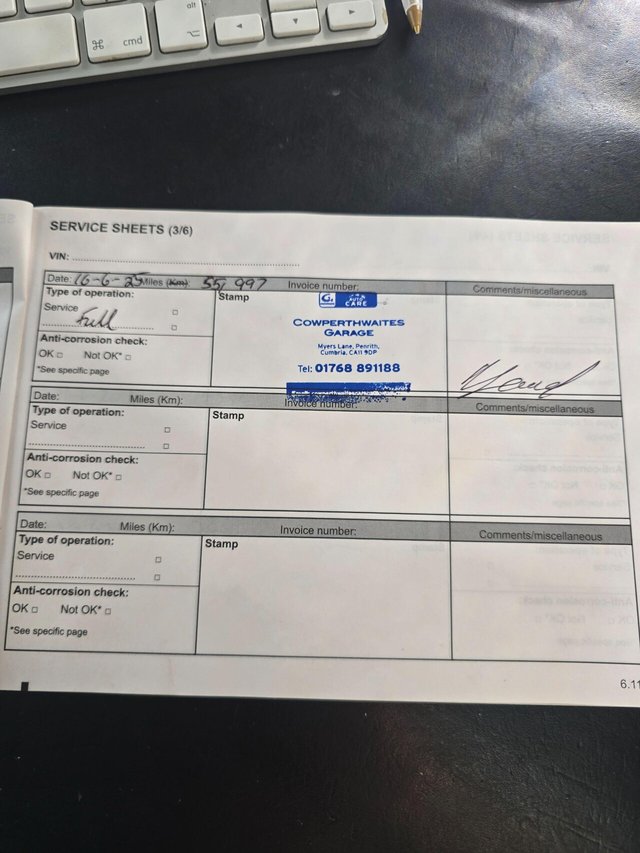 alt
⌘ cmd
⌥
SERVICE SHEETS (3/6)
VIN:
Date: 16-6-25 Miles (Km): 55,997 Invoice number:
Comments/miscellaneous
Type of operation:
Service
Full
Anti-corrosion check:
OK Not OK*
*See specific page
Stamp
AUTO
CARE
COWPERTHWAITES
GARAGE
Myers Lane, Penrith,
Cumbria, CA11 9DP
Tel: 01768 891188
Date: Miles (Km): Invoice number:
Comments/miscellaneous
Type of operation:
Service
Anti-corrosion check:
OK Not OK*
*See specific page
Stamp
Date: Miles (Km): Invoice number:
Comments/miscellaneous
Type of operation:
Service
Anti-corrosion check:
OK Not OK*
*See specific page
Stamp
6.11